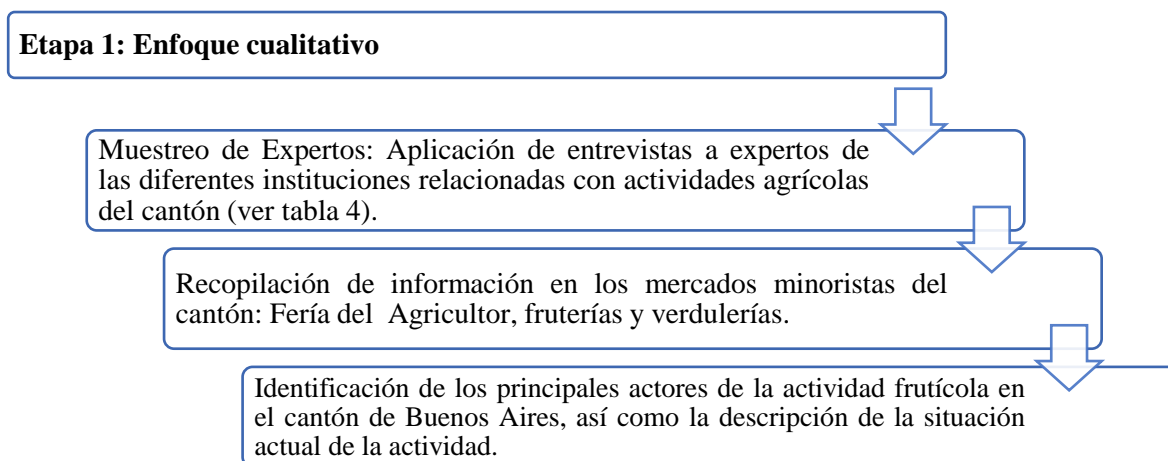 Etapa 1: Enfoque cualitativo
Muestreo de Expertos: Aplicación de entrevistas a expertos de
las diferentes instituciones relacionadas con actividades agrícolas
del cantón (ver tabla 4).
Recopilación de información en los mercados minoristas del
cantón: Fería del Agricultor, fruterías y verdulerías.
Identificación de los principales actores de la actividad frutícola en
el cantón de Buenos Aires, así como la descripción de la situación
actual de la actividad.